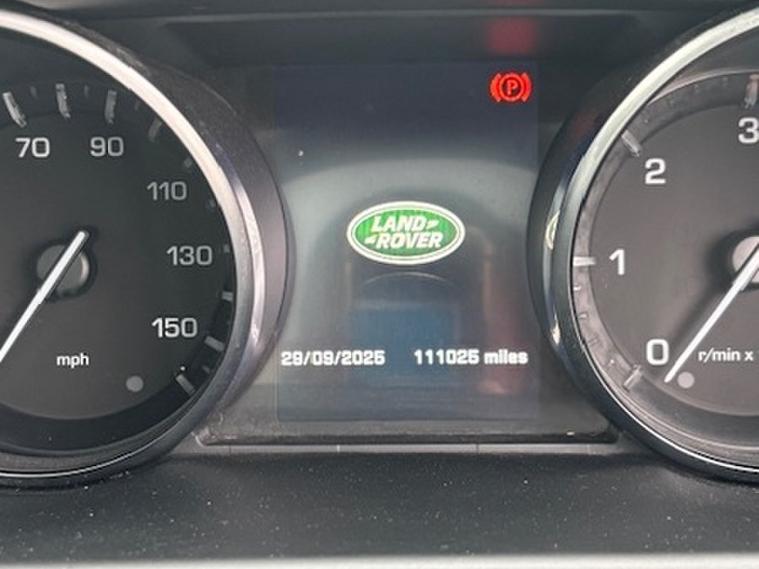 70 90
110
130
150
mph
P
LAND
ROVER
29/09/2025 111025 miles
3
2
1
0 r/min x